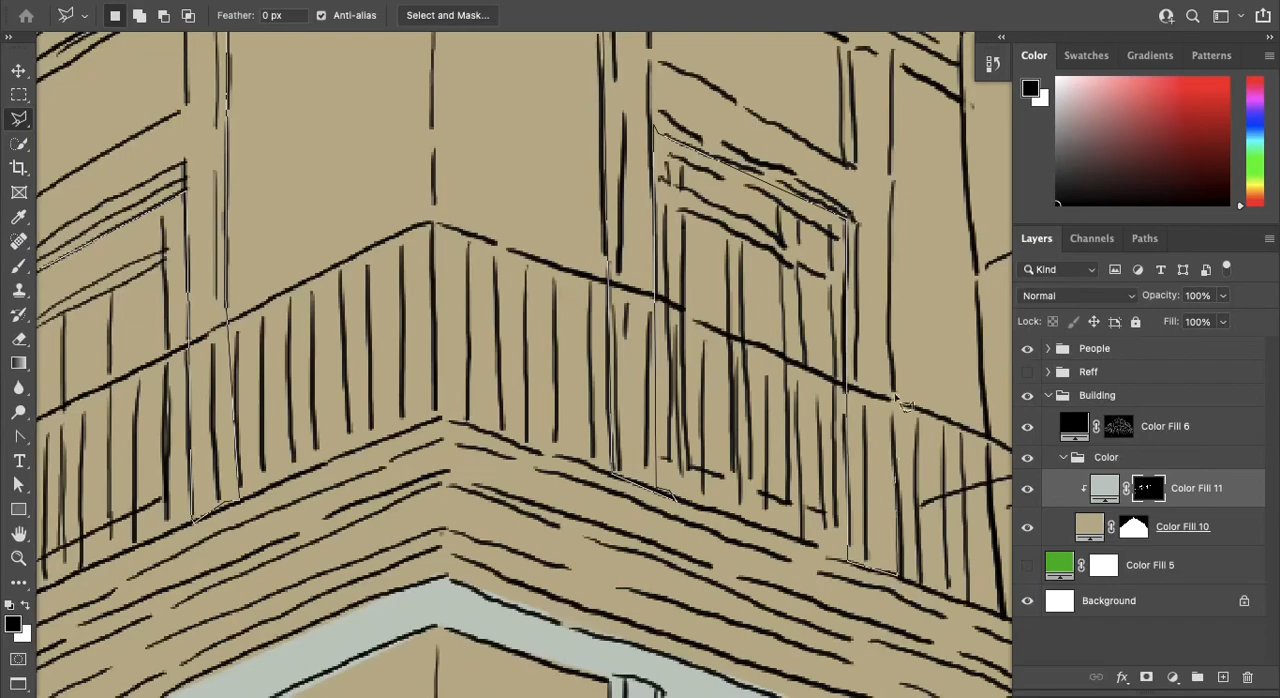 Feather: 0 px Anti-alias Select and Mask...
Color Swatches Gradients Patterns
Layers Channels Paths
Kind
Normal Opacity: 100%
Lock: Fill: 100%
People
Reff
Building
Color Fill 6
Color
Color Fill 11
Color Fill 10
Color Fill 5
Background